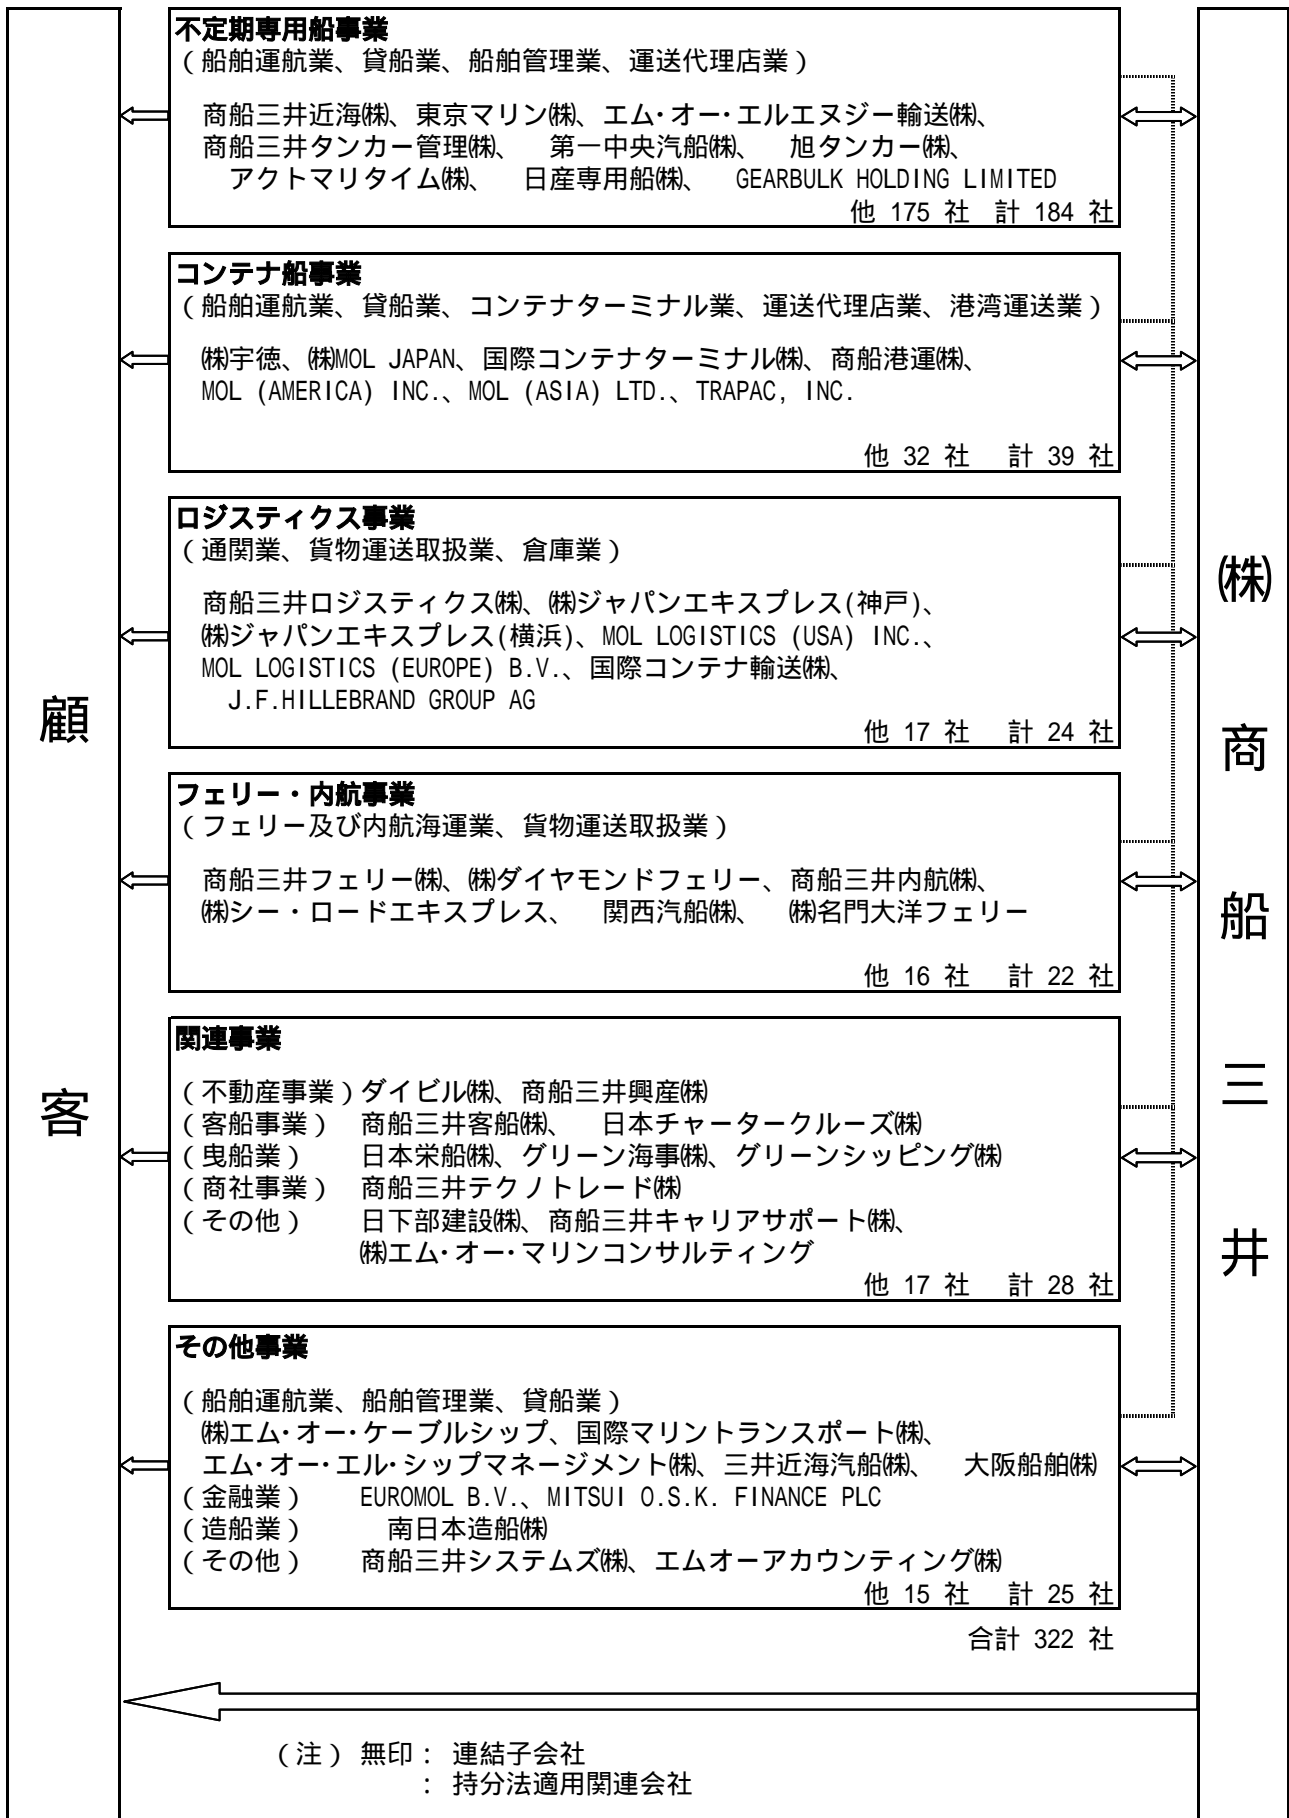 不定期専用船事業
（船舶運航業、貸船業、船舶管理業、運送代理店業）
商船三井近海㈱、東京マリン㈱、エム・オー・エルエヌジー輸送㈱、
商船三井タンカー管理㈱、　第一中央汽船㈱、　旭タンカー㈱、
アクトマリタイム㈱、　日産専用船㈱、　GEARBULK HOLDING LIMITED
他 175 社　計 184 社
コンテナ船事業
（船舶運航業、貸船業、コンテナターミナル業、運送代理店業、港湾運送業）
㈱宇徳、㈱MOL JAPAN、国際コンテナターミナル㈱、商船港運㈱、
MOL (AMERICA) INC.、MOL (ASIA) LTD.、TRAPAC, INC.
他 32 社　計 39 社
ロジスティクス事業
（通関業、貨物運送取扱業、倉庫業）
商船三井ロジスティクス㈱、㈱ジャパンエキスプレス(神戸)、
㈱ジャパンエキスプレス(横浜)、MOL LOGISTICS (USA) INC.、
MOL LOGISTICS (EUROPE) B.V.、国際コンテナ輸送㈱、
J.F.HILLEBRAND GROUP AG
他 17 社　計 24 社
フェリー・内航事業
（フェリー及び内航海運業、貨物運送取扱業）
商船三井フェリー㈱、㈱ダイヤモンドフェリー、商船三井内航㈱、
㈱シー・ロードエキスプレス、　関西汽船㈱、　㈱名門大洋フェリー
他 16 社　計 22 社
関連事業
（不動産事業）ダイビル㈱、商船三井興産㈱
（客船事業）　商船三井客船㈱、　日本チャータークルーズ㈱
（曳船業）　日本栄船㈱、グリーン海事㈱、グリーンシッピング㈱
（商社事業）　商船三井テクノトレード㈱
（その他）　日下部建設㈱、商船三井キャリアサポート㈱、
㈱エム・オー・マリンコンサルティング
他 17 社　計 28 社
その他事業
（船舶運航業、船舶管理業、貸船業）
㈱エム・オー・ケーブルシップ、国際マリントランスポート㈱、
エム・オー・エル・シップマネージメント㈱、三井近海汽船㈱、　大阪船舶㈱
（金融業）　EUROMOL B.V.、MITSUI O.S.K. FINANCE PLC
（造船業）　南日本造船㈱
（その他）　商船三井システムズ㈱、エムオーアカウンティング㈱
他 15 社　計 25 社
合計 322 社
顧客
㈱商船三井
（注）無印：　連結子会社
：　持分法適用関連会社